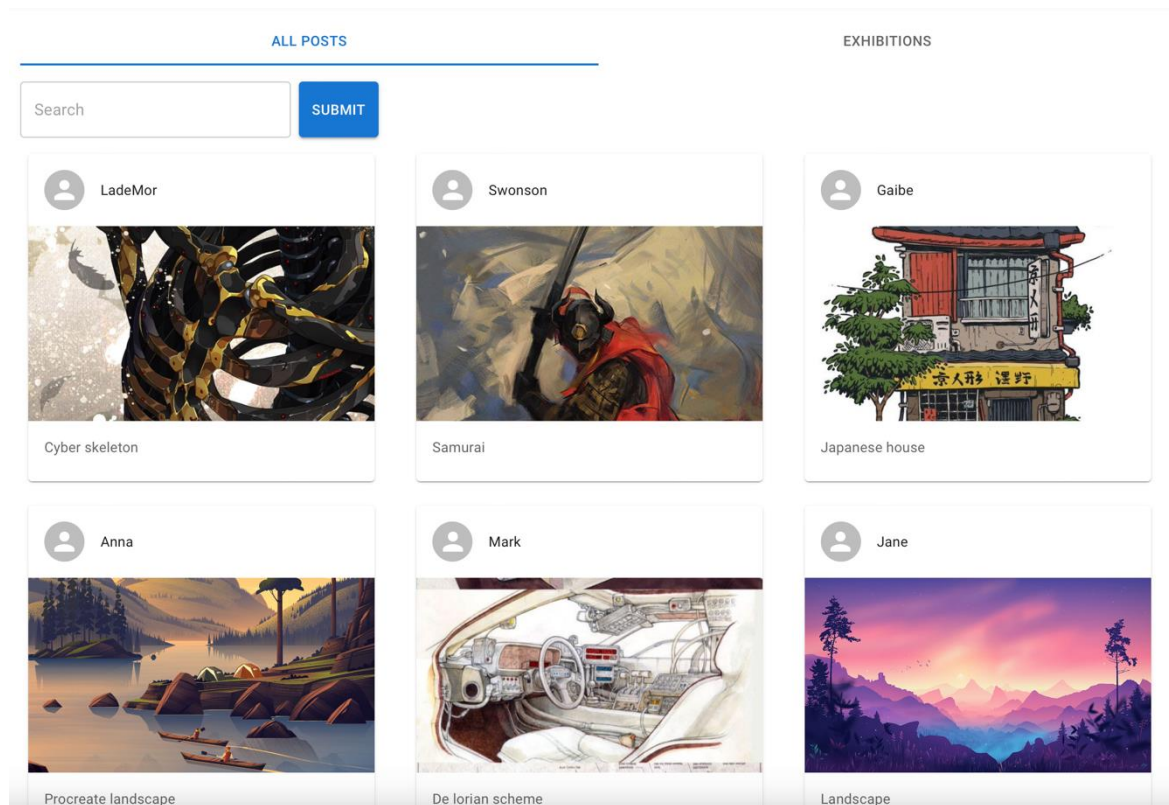 ALL POSTS
EXHIBITIONS
Search
SUBMIT
LadeMor
Swonson
Gaibe
Cyber skeleton
Samurai
Japanese house
Anna
Mark
Jane
Procreate landscape
De lorian scheme
Landscape